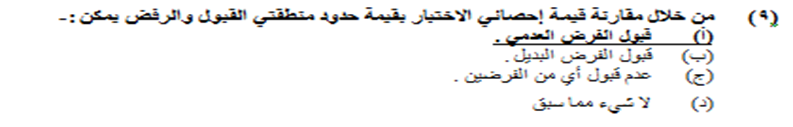 (٩) من خلال مقارنة قيمة إحصائي الاختبار بقيمة حدود منطقتي القبول والرفض يمكن :-
(أ) قبول الفرض العدمي .
(ب) قبول الفرض البديل .
(ج) عدم قبول أي من الفرضين .
(د) لا شيء مما سبق